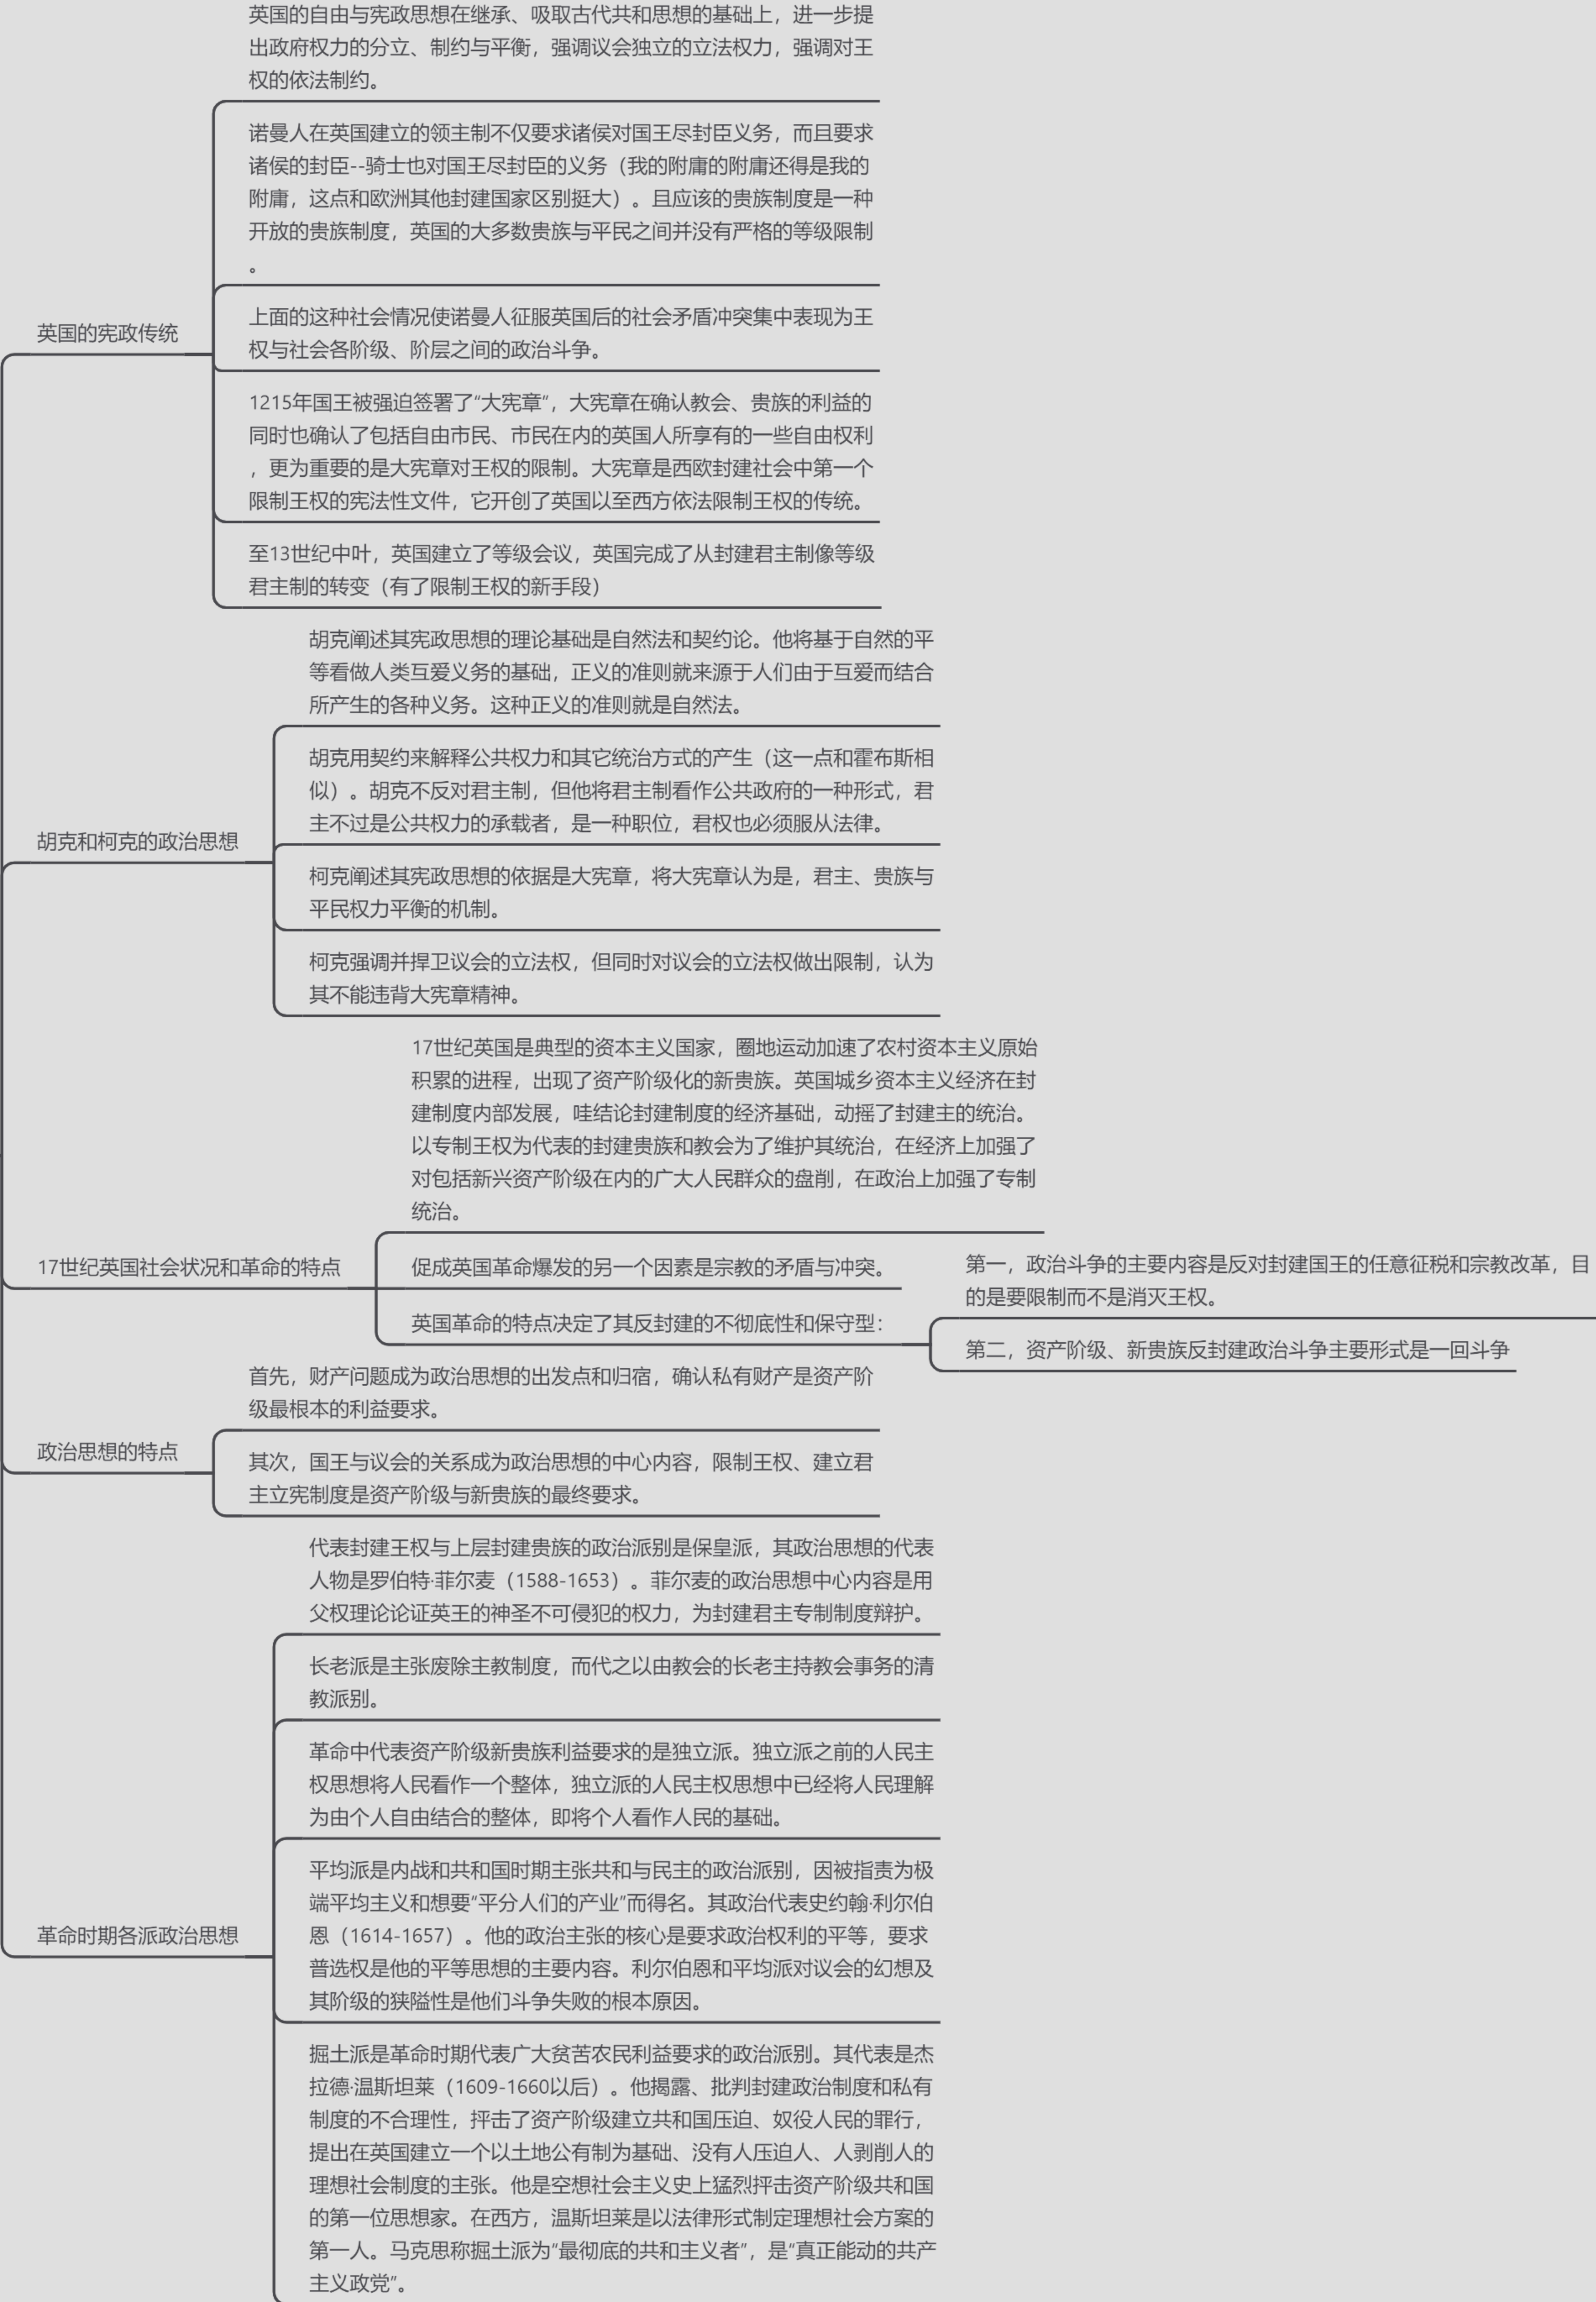 英国的自由与宪政思想在继承、吸取古代共和思想的基础上，进一步提
出政府权力的分立、制约与平衡，强调议会独立的立法权力，强调对王
权的依法制约。
诺曼人在英国建立的领主制不仅要求诸侯对国王尽封臣义务，而且要求
诸侯的封臣--骑士也对国王尽封臣的义务（我的附庸的附庸还得是我的
附庸，这点和欧洲其他封建国家区别挺大）。且应该的贵族制度是一种
开放的贵族制度，英国的大多数贵族与平民之间并没有严格的等级限制
。
英国的宪政传统
上面的这种社会情况使诺曼人征服英国后的社会矛盾冲突集中表现为王
权与社会各阶级、阶层之间的政治斗争。
1215年国王被强迫签署了“大宪章”，大宪章在确认教会、贵族的利益的
同时也确认了包括自由市民、市民在内的英国人所享有的一些自由权利
，更为重要的是大宪章对王权的限制。大宪章是西欧封建社会中第一个
限制王权的宪法性文件，它开创了英国以至西方依法限制王权的传统。
至13世纪中叶，英国建立了等级会议，英国完成了从封建君主制像等级
君主制的转变（有了限制王权的新手段）
胡克阐述其宪政思想的理论基础是自然法和契约论。他将基于自然的平
等看做人类互爱义务的基础，正义的准则就来源于人们由于互爱而结合
所产生的各种义务。这种正义的准则就是自然法。
胡克用契约来解释公共权力和其它统治方式的产生（这一点和霍布斯相
似）。胡克不反对君主制，但他将君主制看作公共政府的一种形式，君
主不过是公共权力的承载者，是一种职位，君权也必须服从法律。
胡克和柯克的政治思想
柯克阐述其宪政思想的依据是大宪章，将大宪章认为是，君主、贵族与
平民权力平衡的机制。
柯克强调并捍卫议会的立法权，但同时对议会的立法权做出限制，认为
其不能违背大宪章精神。
17世纪英国是典型的资本主义国家，圈地运动加速了农村资本主义原始
积累的进程，出现了资产阶级化的新贵族。英国城乡资本主义经济在封
建制度内部发展，哇结论封建制度的经济基础，动摇了封建主的统治。
以专制王权为代表的封建贵族和教会为了维护其统治，在经济上加强了
对包括新兴资产阶级在内的广大人民群众的盘削，在政治上加强了专制
统治。
17世纪英国社会状况和革命的特点
促成英国革命爆发的另一个因素是宗教的矛盾与冲突。
英国革命的特点决定了其反封建的不彻底性和保守型：
第一，政治斗争的主要内容是反对封建国王的任意征税和宗教改革，目
的是要限制而不是消灭王权。
第二，资产阶级、新贵族反封建政治斗争主要形式是一回斗争
首先，财产问题成为政治思想的出发点和归宿，确认私有财产是资产阶
级最根本的利益要求。
政治思想的特点
其次，国王与议会的关系成为政治思想的中心内容，限制王权、建立君
主立宪制度是资产阶级与新贵族的最终要求。
代表封建王权与上层封建贵族的政治派别是保皇派，其政治思想的代表
人物是罗伯特·菲尔麦（1588-1653）。菲尔麦的政治思想中心内容是用
父权理论论证英王的神圣不可侵犯的权力，为封建君主专制制度辩护。
长老派是主张废除主教制度，而代之以由教会的长老主持教会事务的清
教派别。
革命中代表资产阶级新贵族利益要求的是独立派。独立派之前的人民主
权思想将人民看作一个整体，独立派的人民主权思想中已经将人民理解
为由个人自由结合的整体，即将个人看作人民的基础。
平均派是内战和共和国时期主张共和与民主的政治派别，因被指责为极
端平均主义和想要“平分人们的产业”而得名。其政治代表史约翰·利尔伯
恩（1614-1657）。他的政治主张的核心是要求政治权利的平等，要求
普选权是他的平等思想的主要内容。利尔伯恩和平均派对议会的幻想及
其阶级的狭隘性是他们斗争失败的根本原因。
革命时期各派政治思想
掘土派是革命时期代表广大贫苦农民利益要求的政治派别。其代表是杰
拉德·温斯坦莱（1609-1660以后）。他揭露、批判封建政治制度和私有
制度的不合理性，抨击了资产阶级建立共和国压迫、奴役人民的罪行，
提出在英国建立一个以土地公有制为基础、没有人压迫人、人剥削人的
理想社会制度的主张。他是空想社会主义史上猛烈抨击资产阶级共和国
的第一位思想家。在西方，温斯坦莱是以法律形式制定理想社会方案的
第一人。马克思称掘土派为“最彻底的共和主义者”，是“真正能动的共产
主义政党”。